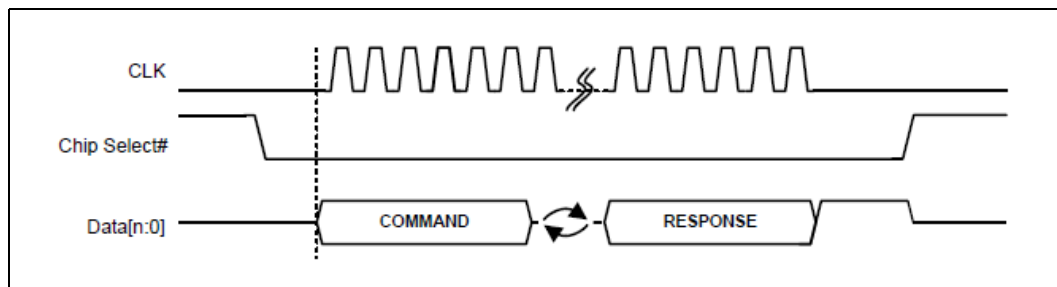 CLK
Chip Select#
Data[n:0]
COMMAND
RESPONSE